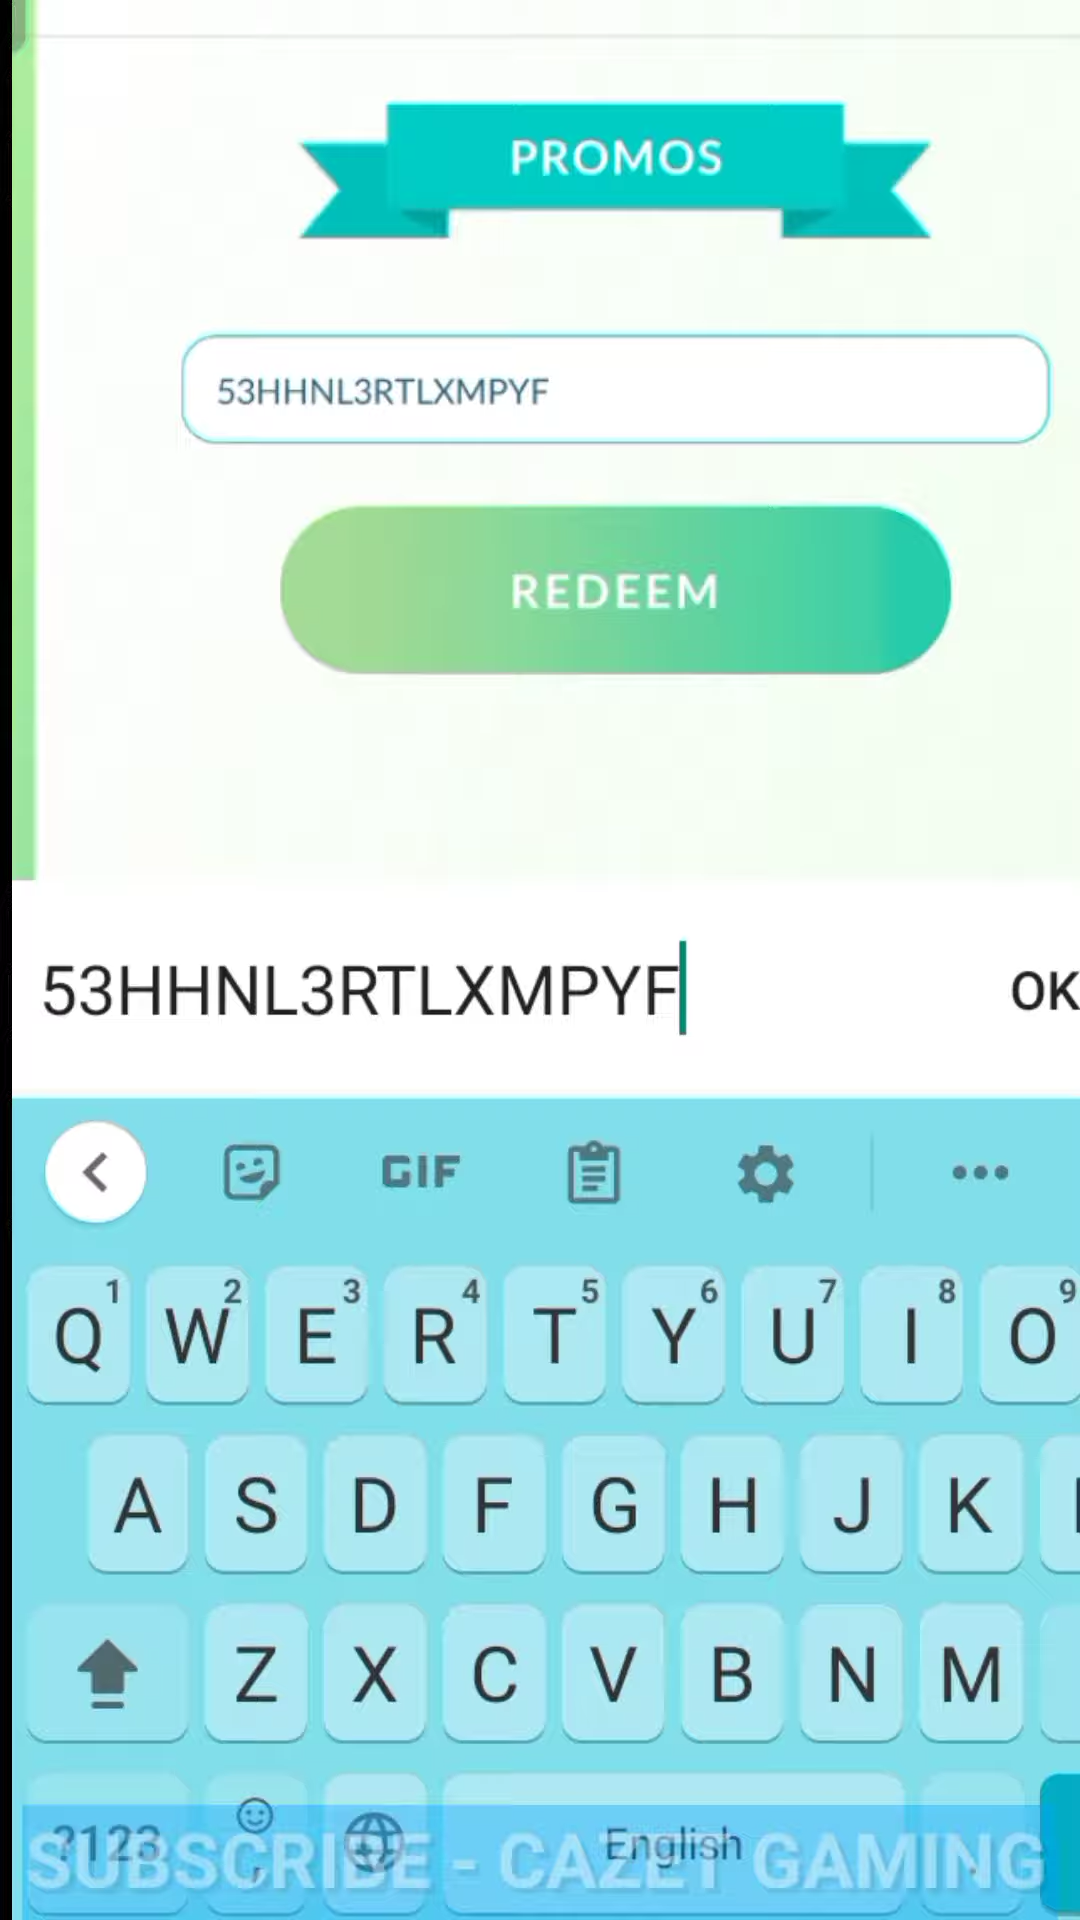 PROMOS
53HHNL3RTLXMPYF
REDEEM
53HHNL3RTLXMPYF OK
GIF
1 2 3 4 5 6 7 8 9
Q W E R T Y U I O
A S D F G H J K
Z X C V B N M
?123 , English .
SUBSCRIBE - CAZET GAMING